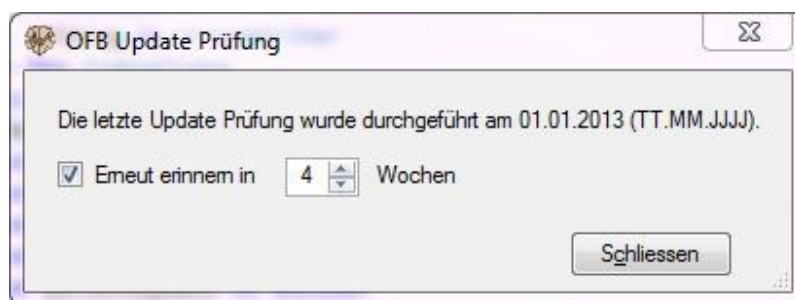 OFB Update Prüfung
Die letzte Update Prüfung wurde durchgeführt am 01.01.2013 (TT.MM.JJJJ).
Erneut erinnern in 4 Wochen
Schliessen